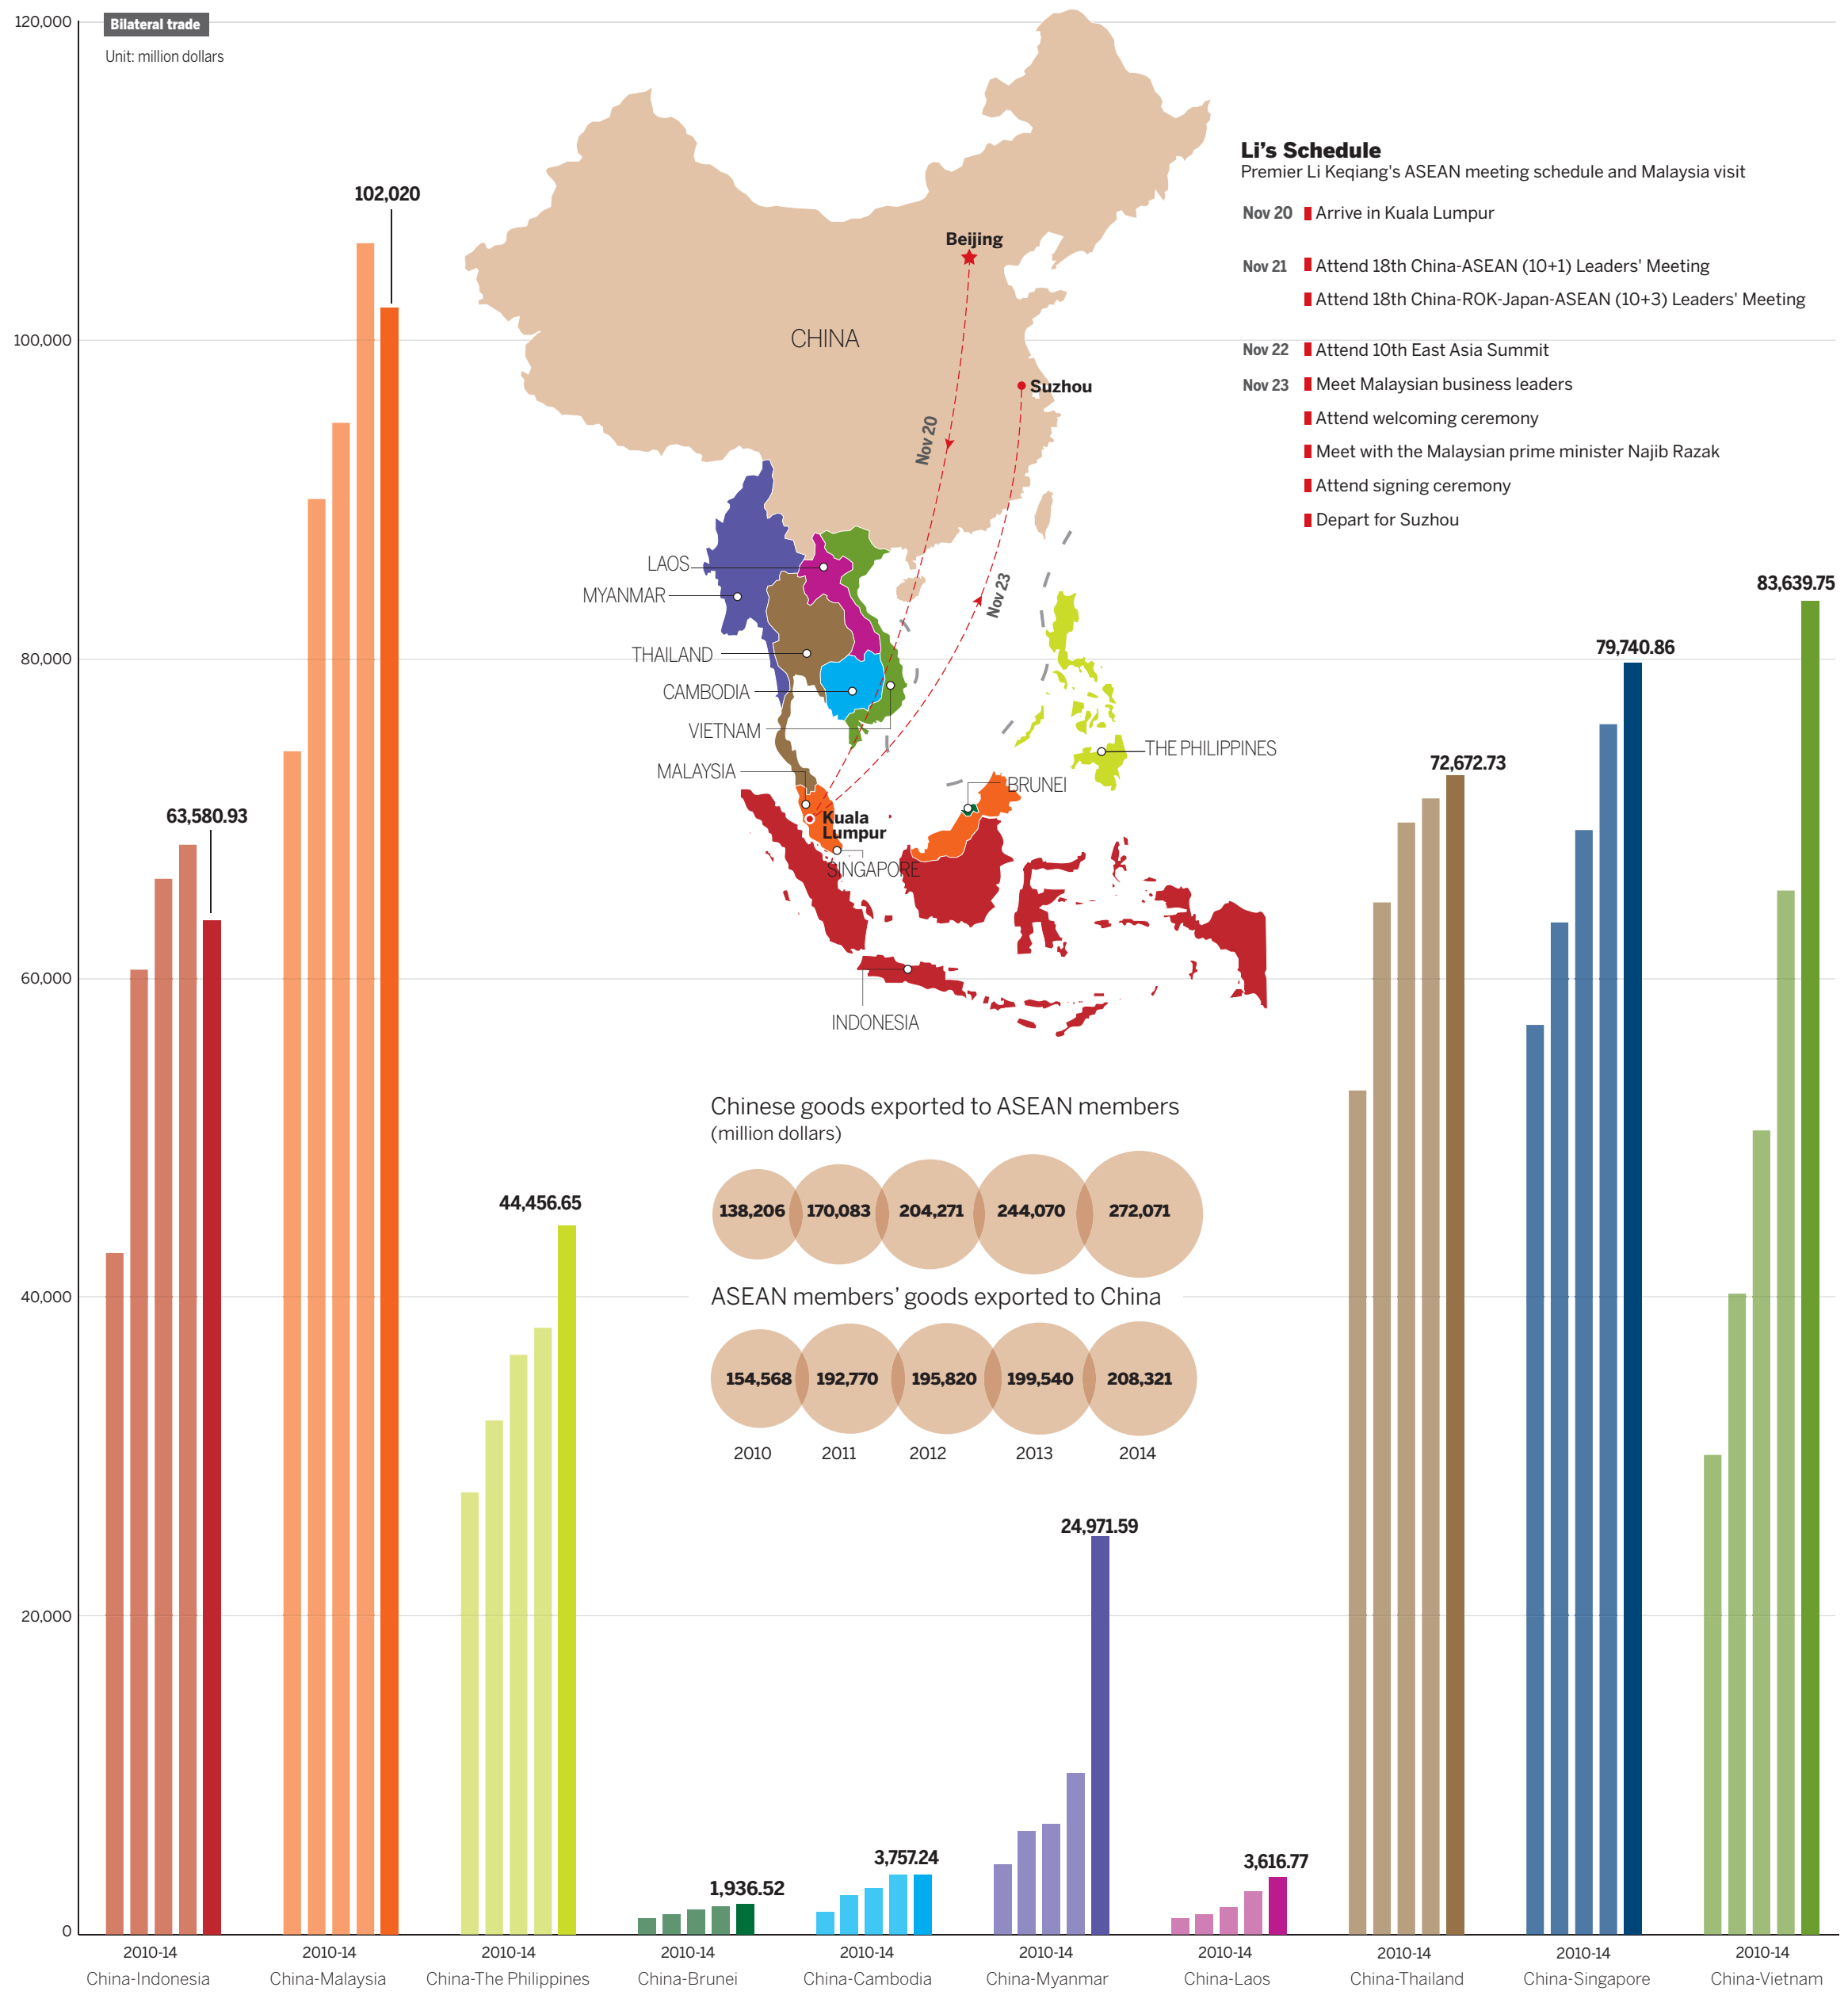 Bilateral trade
Unit: million dollars
120,000
100,000
80,000
60,000
40,000
20,000
0
Li's Schedule
Premier Li Keqiang's ASEAN meeting schedule and Malaysia visit
Nov 20 Arrive in Kuala Lumpur
Nov 21 Attend 18th China-ASEAN (10+1) Leaders' Meeting
Attend 18th China-ROK-Japan-ASEAN (10+3) Leaders' Meeting
Nov 22 Attend 10th East Asia Summit
Nov 23 Meet Malaysian business leaders
Attend welcoming ceremony
Meet with the Malaysian prime minister Najib Razak
Attend signing ceremony
Depart for Suzhou
Beijing
CHINA
Suzhou
Nov 20
Nov 23
LAOS
MYANMAR
THAILAND
CAMBODIA
VIETNAM
THE PHILIPPINES
MALAYSIA
BRUNEI
Kuala
Lumpur
SINGAPORE
INDONESIA
Chinese goods exported to ASEAN members
(million dollars)
138,206 170,083 204,271 244,070 272,071
ASEAN members' goods exported to China
154,568 192,770 195,820 199,540 208,321
2010 2011 2012 2013 2014
63,580.93
102,020
44,456.65
1,936.52
3,757.24
24,971.59
3,616.77
72,672.73
79,740.86
83,639.75
2010-14 2010-14 2010-14 2010-14 2010-14 2010-14 2010-14 2010-14 2010-14 2010-14
China-Indonesia China-Malaysia China-The Philippines China-Brunei China-Cambodia China-Myanmar China-Laos China-Thailand China-Singapore China-Vietnam